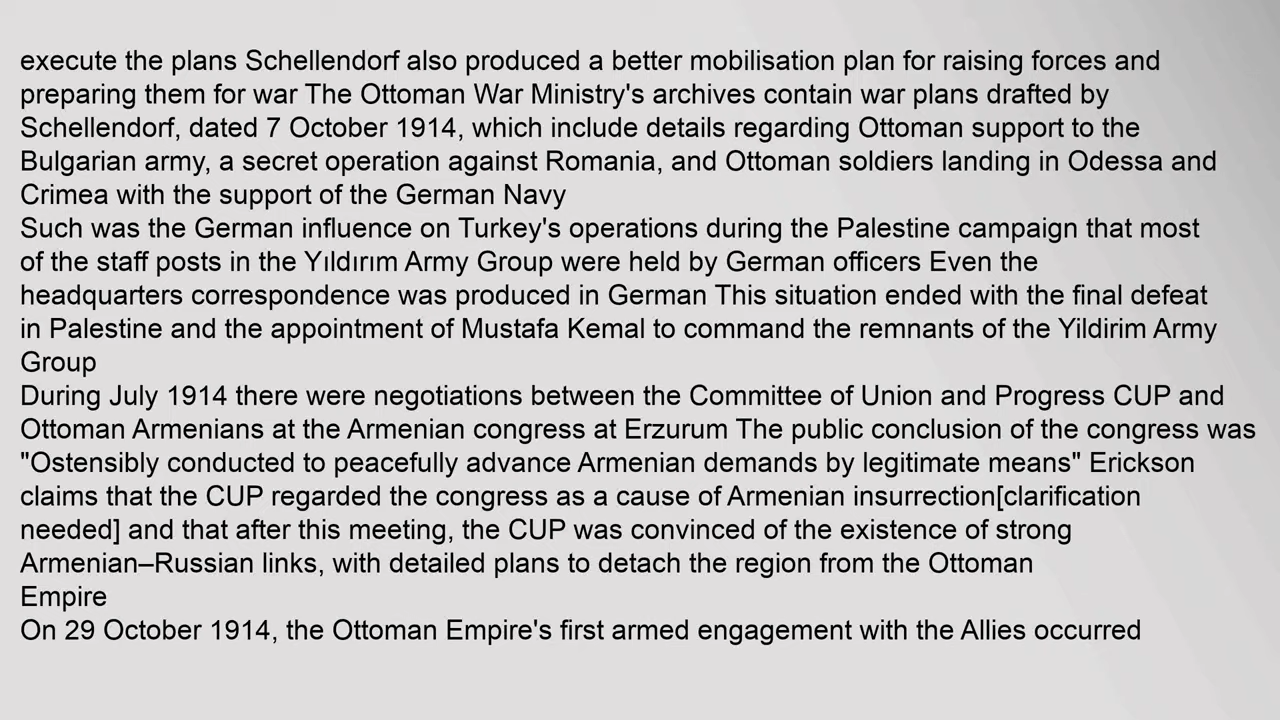 execute the plans Schellendorf also produced a better mobilisation plan for raising forces and
preparing them for war The Ottoman War Ministry's archives contain war plans drafted by
Schellendorf, dated 7 October 1914, which include details regarding Ottoman support to the
Bulgarian army, a secret operation against Romania, and Ottoman soldiers landing in Odessa and
Crimea with the support of the German Navy
Such was the German influence on Turkey's operations during the Palestine campaign that most
of the staff posts in the Yıldırım Army Group were held by German officers Even the
headquarters correspondence was produced in German This situation ended with the final defeat
in Palestine and the appointment of Mustafa Kemal to command the remnants of the Yildirim Army
Group
During July 1914 there were negotiations between the Committee of Union and Progress CUP and
Ottoman Armenians at the Armenian congress at Erzurum The public conclusion of the congress was
"Ostensibly conducted to peacefully advance Armenian demands by legitimate means" Erickson
claims that the CUP regarded the congress as a cause of Armenian insurrection[clarification
needed] and that after this meeting, the CUP was convinced of the existence of strong
Armenian–Russian links, with detailed plans to detach the region from the Ottoman
Empire
On 29 October 1914, the Ottoman Empire's first armed engagement with the Allies occurred